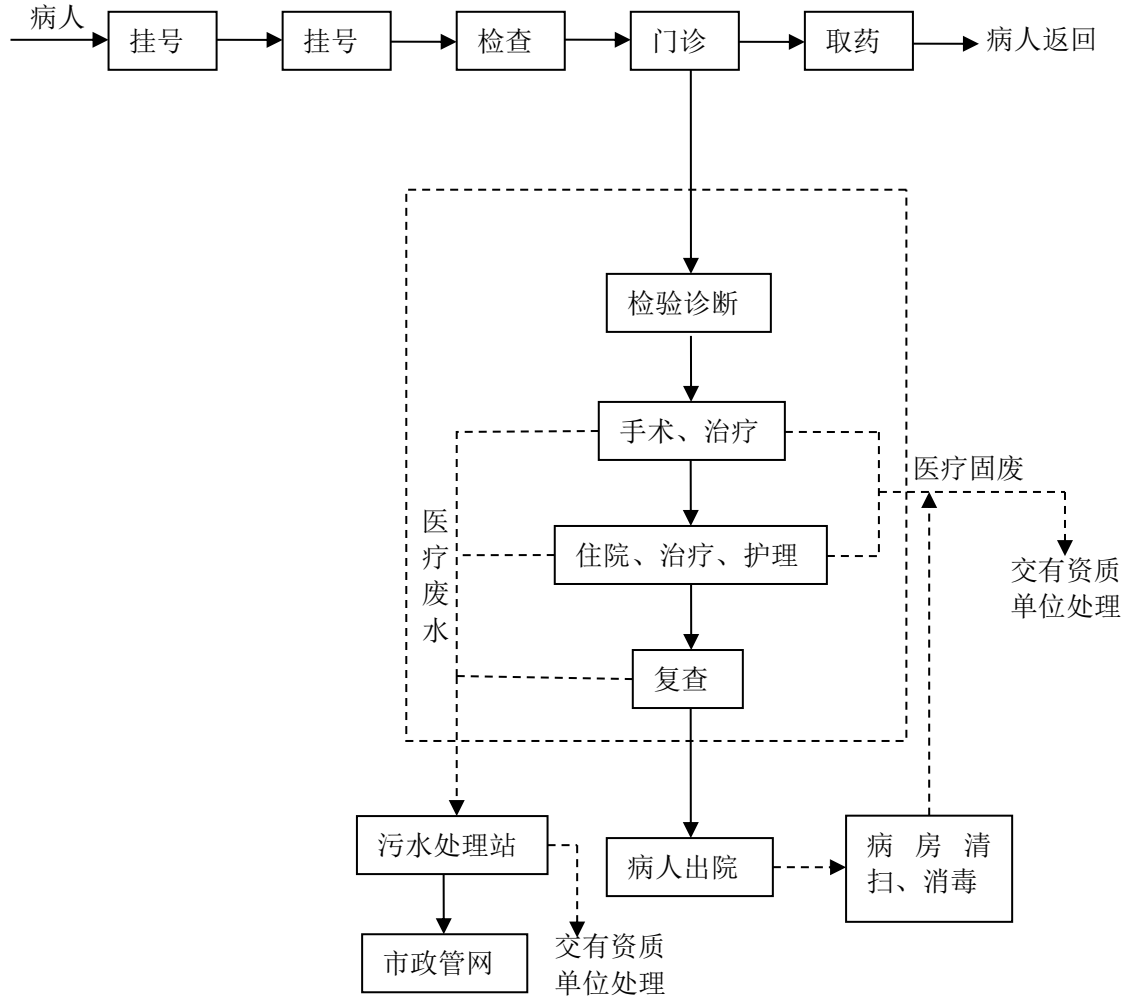 病人
挂号
挂号
检查
门诊
取药
病人返回
检验诊断
手术、治疗
医疗固废
医
疗
废
水
住院、治疗、护理
交有资质
单位处理
复查
污水处理站
病人出院
病房清
扫、消毒
市政管网
交有资质
单位处理